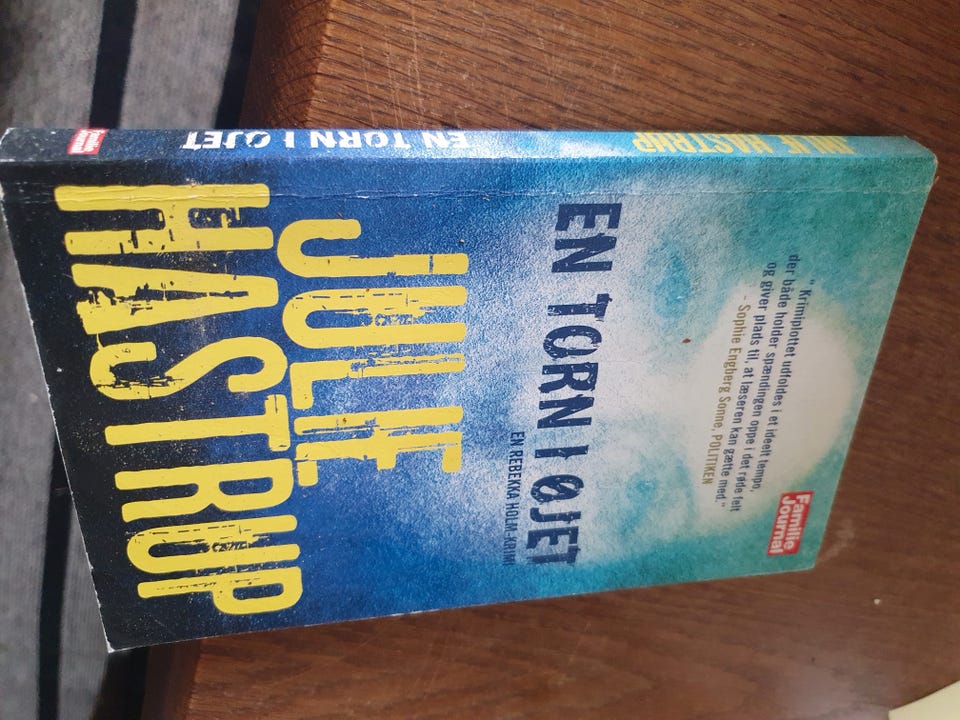 "Krimiplottet udfoldes i et ideelt tempo,
der både holder spændingen oppe i det røde felt
og giver plads til, at læseren kan gætte med."
- Sophie Engberg Sonne, POLITIKEN
Familie
Journal
EN TORN I ØJET
EN REBEKKA HOLM-KRIMI
JULIE
HASTRUP
JULIE HASTRUP
EN TORN I ØJET
Familie
Journal